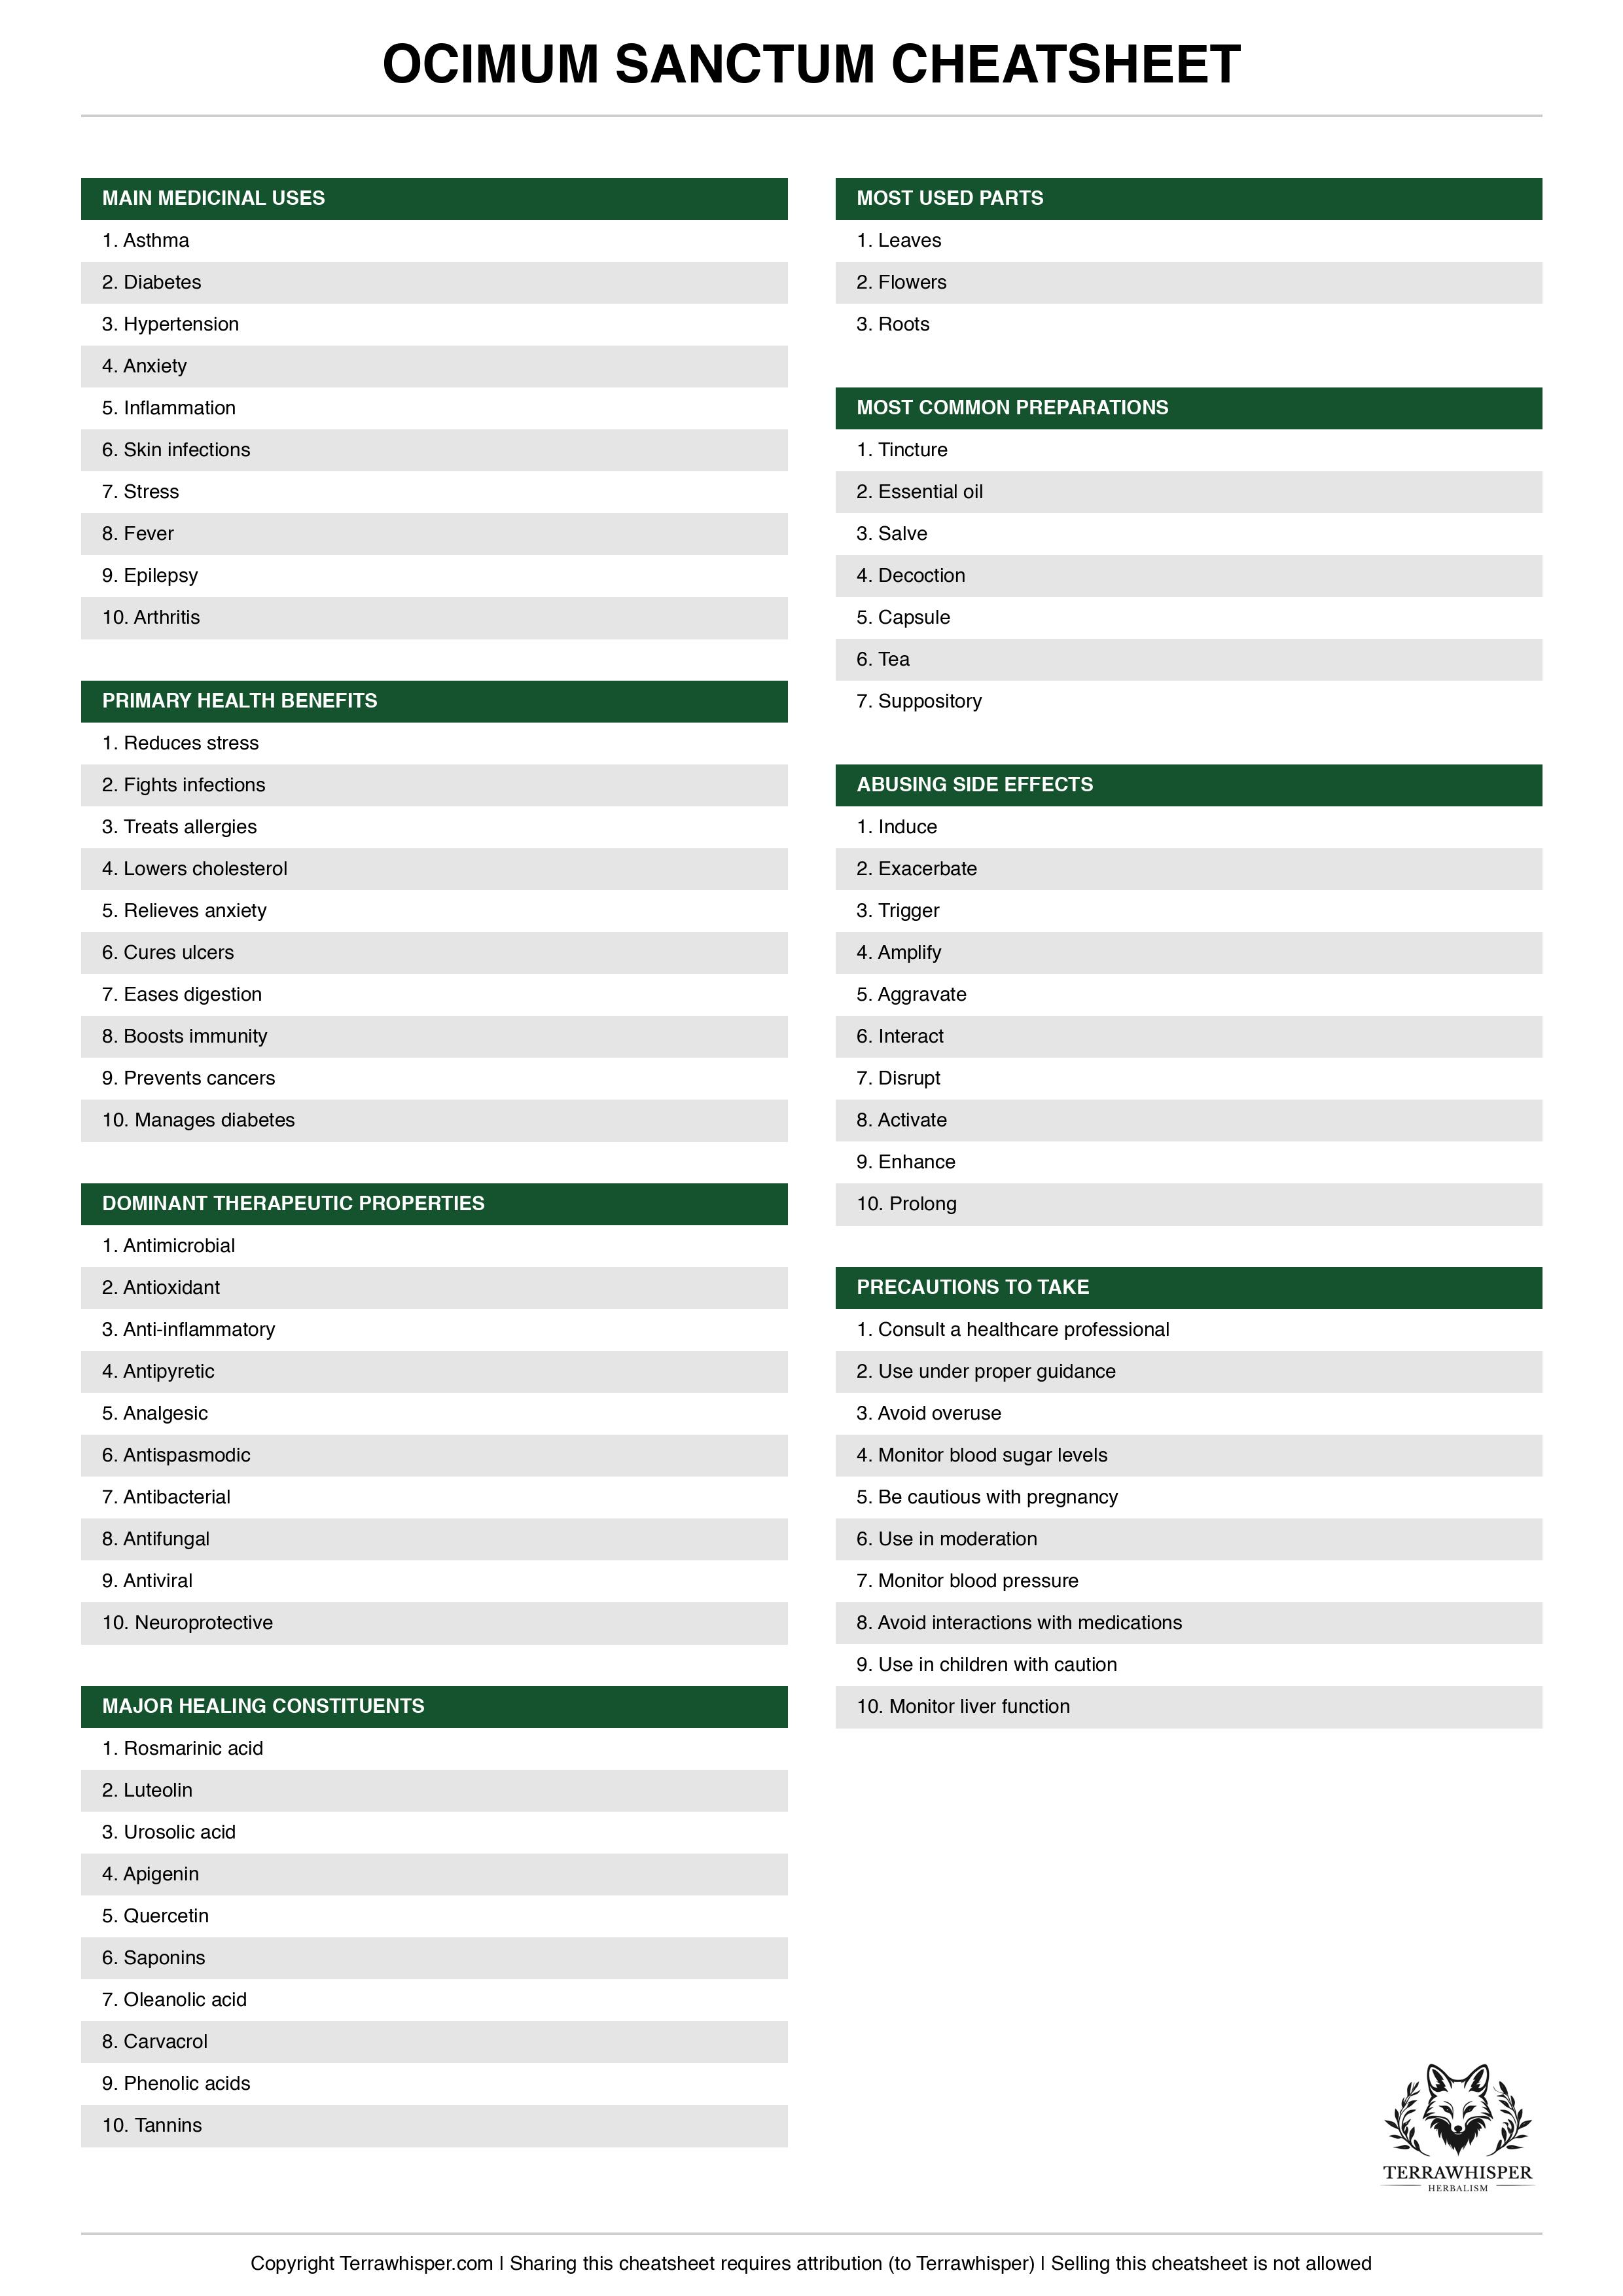 OCIMUM SANCTUM CHEATSHEET
MAIN MEDICINAL USES
1. Asthma
2. Diabetes
3. Hypertension
4. Anxiety
5. Inflammation
6. Skin infections
7. Stress
8. Fever
9. Epilepsy
10. Arthritis
PRIMARY HEALTH BENEFITS
1. Reduces stress
2. Fights infections
3. Treats allergies
4. Lowers cholesterol
5. Relieves anxiety
6. Cures ulcers
7. Eases digestion
8. Boosts immunity
9. Prevents cancers
10. Manages diabetes
DOMINANT THERAPEUTIC PROPERTIES
1. Antimicrobial
2. Antioxidant
3. Anti-inflammatory
4. Antipyretic
5. Analgesic
6. Antispasmodic
7. Antibacterial
8. Antifungal
9. Antiviral
10. Neuroprotective
MAJOR HEALING CONSTITUENTS
1. Rosmarinic acid
2. Luteolin
3. Urosolic acid
4. Apigenin
5. Quercetin
6. Saponins
7. Oleanolic acid
8. Carvacrol
9. Phenolic acids
10. Tannins
MOST USED PARTS
1. Leaves
2. Flowers
3. Roots
MOST COMMON PREPARATIONS
1. Tincture
2. Essential oil
3. Salve
4. Decoction
5. Capsule
6. Tea
7. Suppository
ABUSING SIDE EFFECTS
1. Induce
2. Exacerbate
3. Trigger
4. Amplify
5. Aggravate
6. Interact
7. Disrupt
8. Activate
9. Enhance
10. Prolong
PRECAUTIONS TO TAKE
1. Consult a healthcare professional
2. Use under proper guidance
3. Avoid overuse
4. Monitor blood sugar levels
5. Be cautious with pregnancy
6. Use in moderation
7. Monitor blood pressure
8. Avoid interactions with medications
9. Use in children with caution
10. Monitor liver function
TERRAWHISPER
HERBALISM
Copyright Terrawhisper.com | Sharing this cheatsheet requires attribution (to Terrawhisper) | Selling this cheatsheet is not allowed